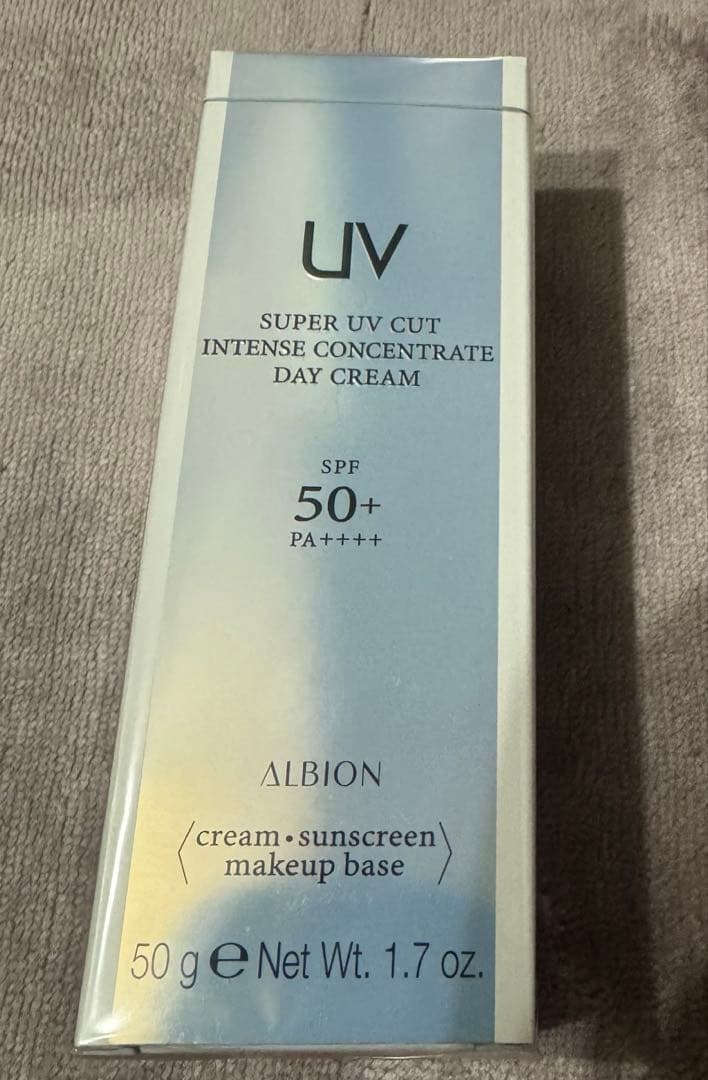 UV
SUPER UV CUT
INTENSE CONCENTRATE
DAY CREAM
SPF
50+
PA++++
ALBION
〈cream・sunscreen
makeup base〉
50 g ℮ Net Wt. 1.7 oz.